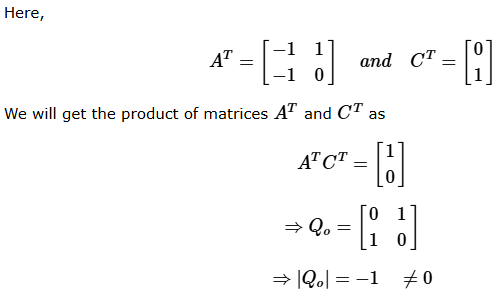 Here,
$A^T = \begin{bmatrix} -1 & 1 \\ -1 & 0 \end{bmatrix} \quad and \quad C^T = \begin{bmatrix} 0 \\ 1 \end{bmatrix}$
We will get the product of matrices $A^T$ and $C^T$ as
$A^T C^T = \begin{bmatrix} 1 \\ 0 \end{bmatrix}$
$\Rightarrow Q_o = \begin{bmatrix} 0 & 1 \\ 1 & 0 \end{bmatrix}$
$\Rightarrow |Q_o| = -1 \quad \neq 0$